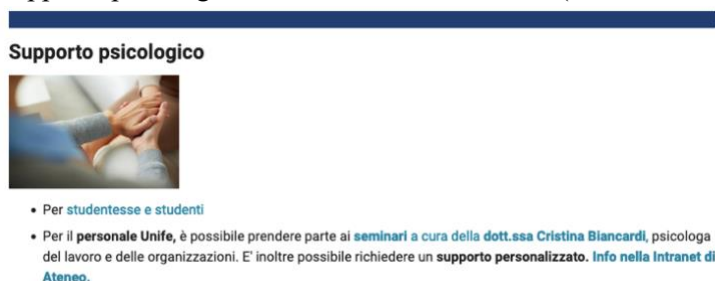 Supporto psicologico
• Per studentesse e studenti
• Per il personale Unife, è possibile prendere parte ai seminari a cura della dott.ssa Cristina Biancardi, psicologa
del lavoro e delle organizzazioni. E' inoltre possibile richiedere un supporto personalizzato. Info nella Intranet di
Ateneo.